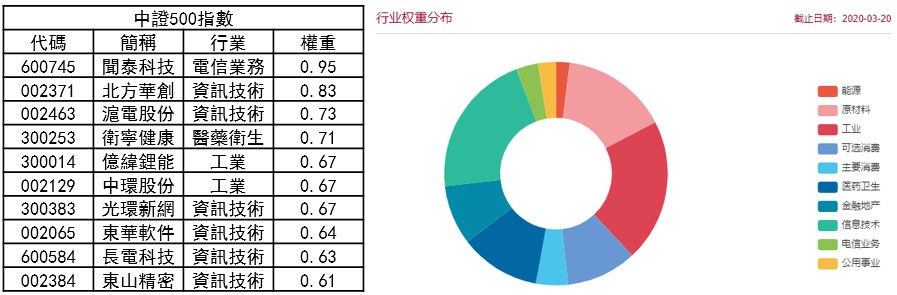 中證500指數
代碼 簡稱 行業 權重
600745 聞泰科技 電信業務 0.95
002371 北方華創 資訊技術 0.83
002463 滬電股份 資訊技術 0.73
300253 衛寧健康 醫藥衛生 0.71
300014 億緯鋰能 工業 0.67
002129 中環股份 工業 0.67
300383 光環新網 資訊技術 0.67
002065 東華軟件 資訊技術 0.64
600584 長電科技 資訊技術 0.63
002384 東山精密 資訊技術 0.61
行业权重分布
截止日期：2020-03-20
能源
原材料
工业
可选消费
主要消费
医药卫生
金融地产
信息技术
电信业务
公用事业